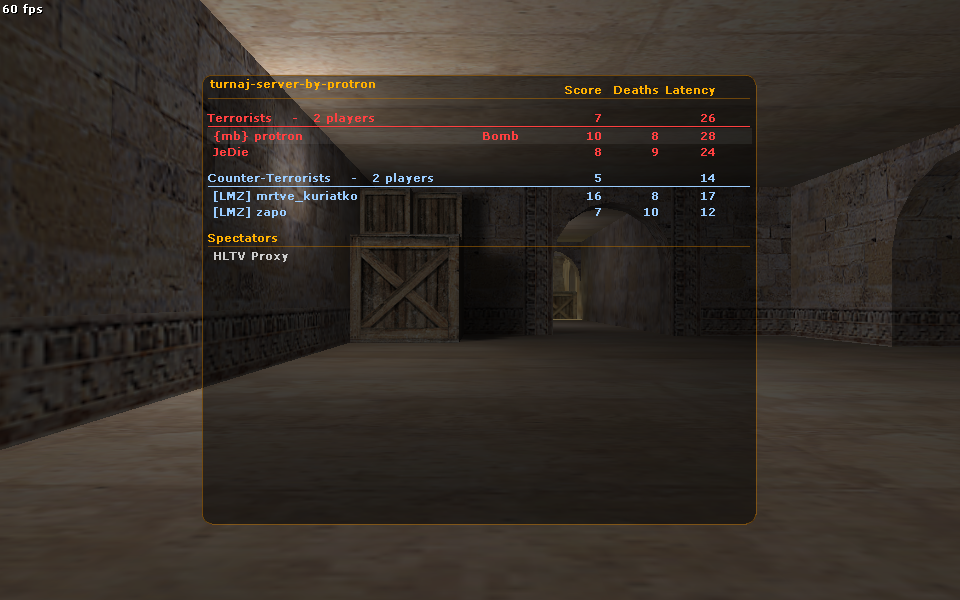 60 fps
turnaj-server-by-protron
Score Deaths Latency
Terrorists - 2 players 7 26
{mb} protron Bomb 10 8 28
JeDie 8 9 24
Counter-Terrorists - 2 players 5 14
[LMZ] mrtve_kuriatko 16 8 17
[LMZ] zapo 7 10 12
Spectators
HLTV Proxy